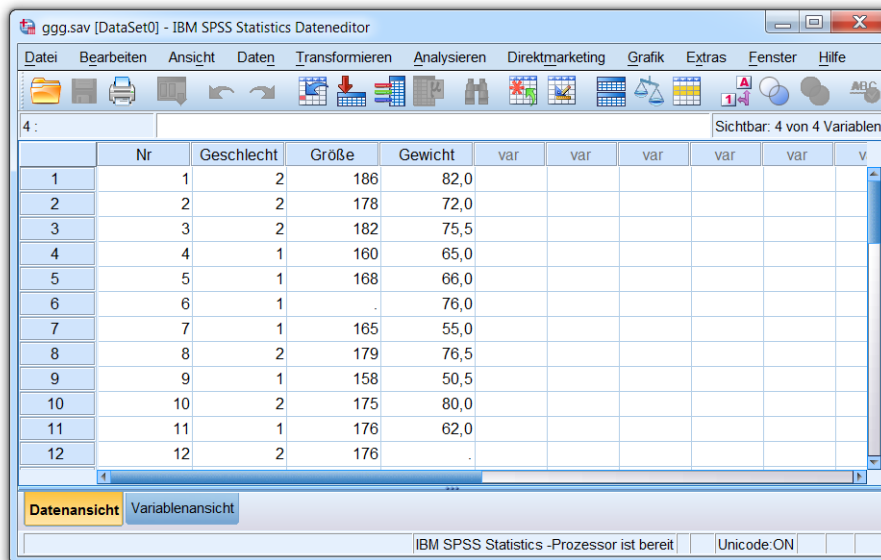 ggg.sav [DataSet0] - IBM SPSS Statistics Dateneditor
Datei Bearbeiten Ansicht Daten Transformieren Analysieren Direktmarketing Grafik Extras Fenster Hilfe
4 : Sichtbar: 4 von 4 Variablen
Nr Geschlecht Größe Gewicht var var var var var
1 1 2 186 82,0
2 2 2 178 72,0
3 3 2 182 75,5
4 4 1 160 65,0
5 5 1 168 66,0
6 6 1 . 76,0
7 7 1 165 55,0
8 8 2 179 76,5
9 9 1 158 50,5
10 10 2 175 80,0
11 11 1 176 62,0
12 12 2 176 .
Datenansicht Variablenansicht
IBM SPSS Statistics -Prozessor ist bereit Unicode:ON